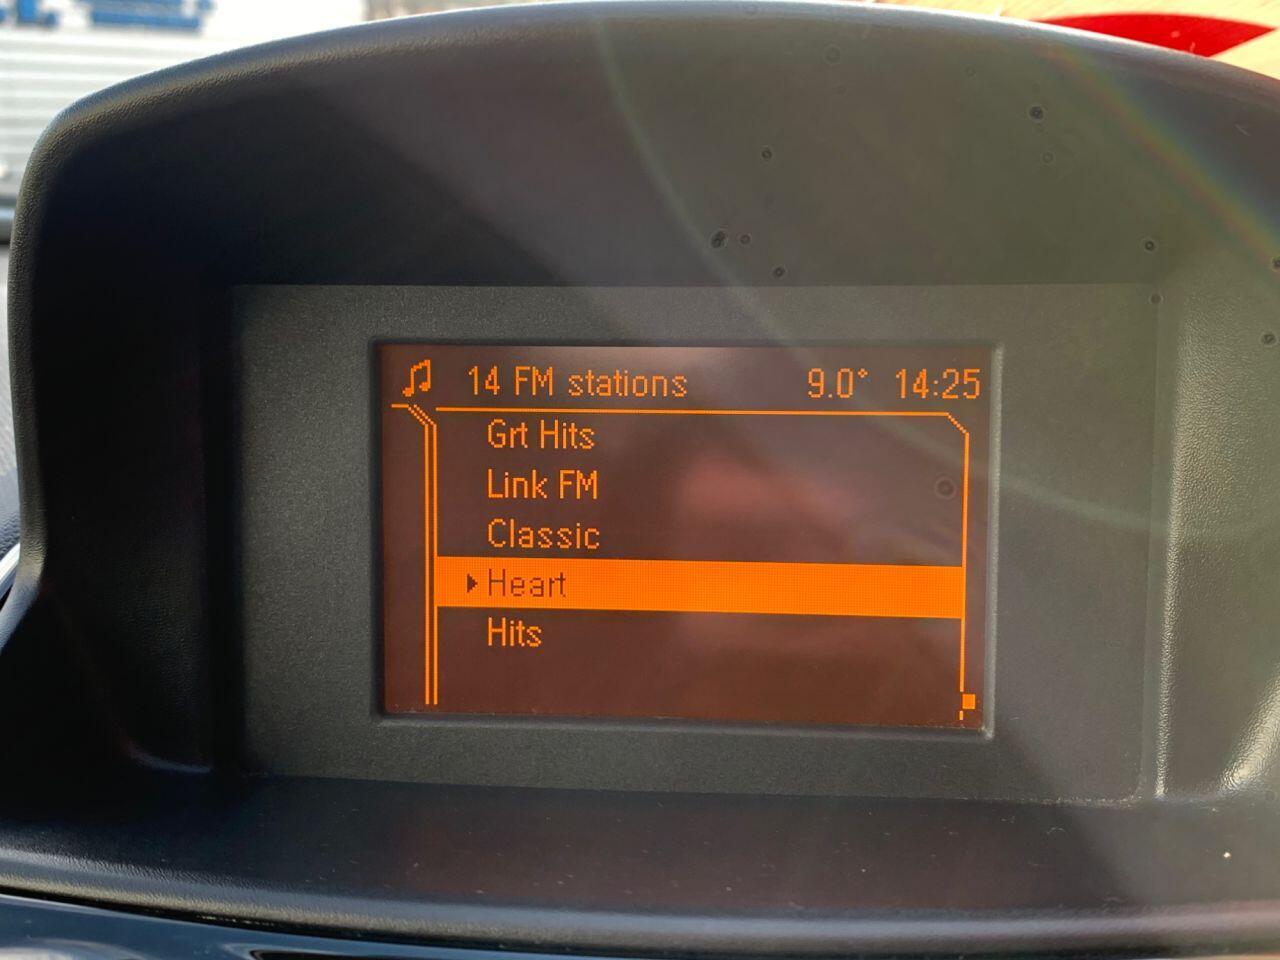 14 FM stations 9.0° 14:25
Grt Hits
Link FM
Classic
Heart
Hits